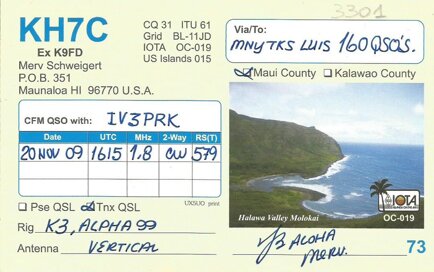 3301
KH7C
Ex K9FD
Merv Schweigert
P.O.B. 351
Maunaloa HI 96770 U.S.A.
CQ 31 ITU 61
Grid BL-11JD
IOTA OC-019
US Islands 015
Via/To:
MNY TKS LUIS 160 QSO'S.
Maui County Kalawao County
CFM QSO with: IV3PRK
Date UTC MHz 2-Way RS(T)
20 NOV 09 1615 1.8 CW 579
UX5UO print
Pse QSL Tnx QSL
Rig K3, ALPHA 99
Antenna VERTICAL
Halawa Valley Molokai
IOTA
OC-019
73 ALOHA
Merv.
73